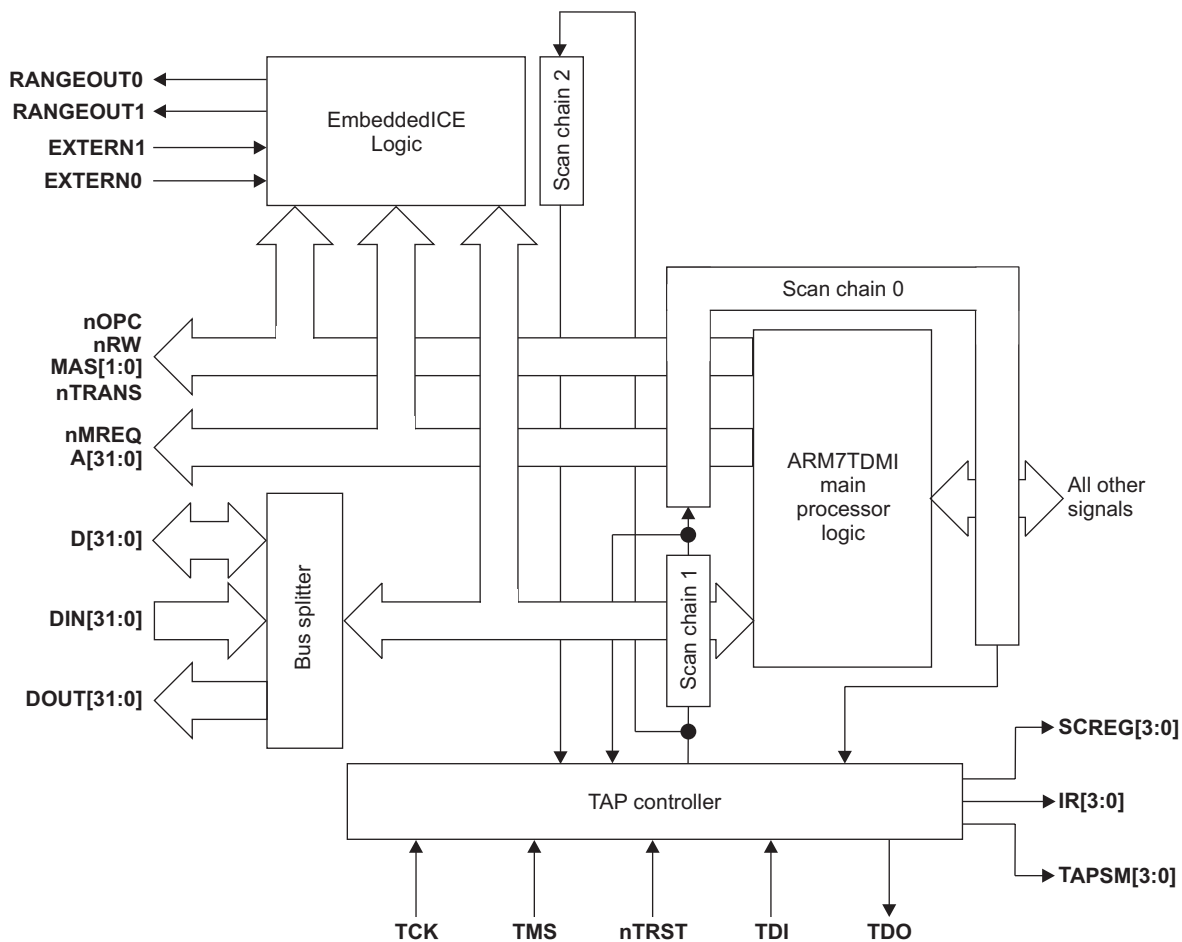 RANGEOUT0
RANGEOUT1
EXTERN1
EXTERN0
EmbeddedICE
Logic
Scan chain 2
Scan chain 0
nOPC
nRW
MAS[1:0]
nTRANS
nMREQ
A[31:0]
ARM7TDMI
main
processor
logic
All other
signals
D[31:0]
DIN[31:0]
DOUT[31:0]
Bus splitter
Scan chain 1
SCREG[3:0]
TAP controller
IR[3:0]
TAPSM[3:0]
TCK
TMS
nTRST
TDI
TDO